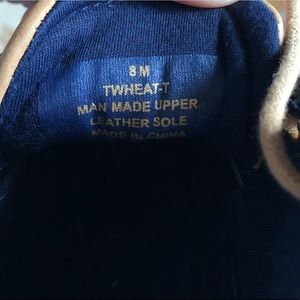 8 M
TWHEAT-T
MAN MADE UPPER
LEATHER SOLE
MADE IN CHINA